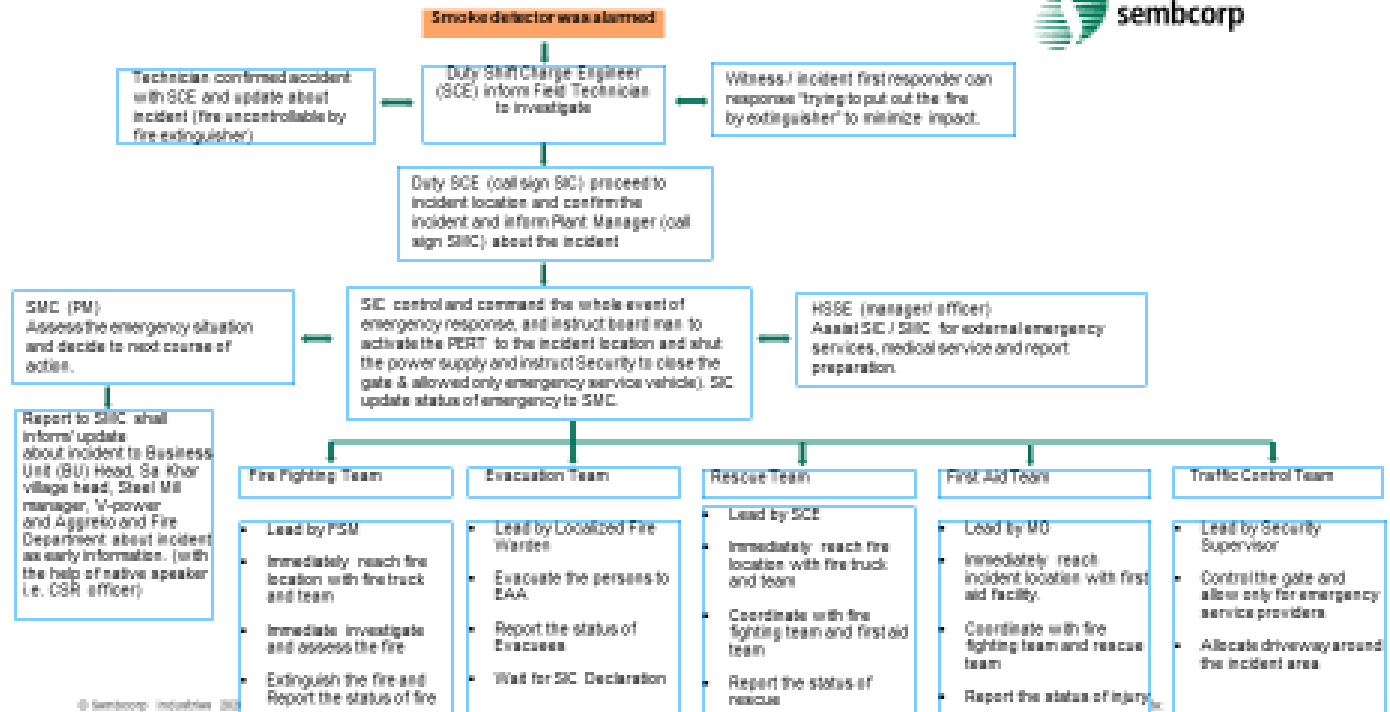 sembcorp
Smoke detector was alarmed
Technician confirmed accident
with SCE and update about
incident (fire uncontrollable by
fire extinguisher)
Duty Shift Charge Engineer
(SCE) inform Field Technician
to investigate
Witness / incident first responder can
response "trying to put out the fire
by extinguisher" to minimize impact.
Duty SCE (call sign SIC) proceed to
incident location and confirm the
incident and inform Plant Manager (call
sign SMC) about the incident
SMC (PM)
Assess the emergency situation
and decide to next course of
action.
SIC control and command the whole event of
emergency response, and instruct board man to
activate the PERT to the incident location and shut
the power supply and instruct Security to close the
gate & allowed only emergency service vehicle). SIC
update status of emergency to SMC.
HSSE (manager/ officer)
Assist SIC / SMC for external emergency
services, medical service and report
preparation.
Report to SMC shall
inform/ update
about incident to Business
Unit (BU) Head, Sa Khar
village head, Steel Mill
manager, V-power
and Aggreko and Fire
Department about incident
as early information. (with
the help of native speaker
i.e. CSR officer)
Fire Fighting Team
▪ Lead by FSM
▪ Immediately reach fire
location with fire truck
and team
▪ Immediate investigate
and assess the fire
▪ Extinguish the fire and
Report the status of fire
Evacuation Team
▪ Lead by Localized Fire
Warden
▪ Evacuate the persons to
EAA
▪ Report the status of
Evacuees
▪ Wait for SIC Declaration
Rescue Team
▪ Lead by SCE
▪ Immediately reach fire
location with fire truck
and team
▪ Coordinate with fire
fighting team and first aid
team
▪ Report the status of
rescue
First Aid Team
▪ Lead by MO
▪ Immediately reach
incident location with first
aid facility.
▪ Coordinate with fire
fighting team and rescue
team
▪ Report the status of injury
Traffic Control Team
▪ Lead by Security
Supervisor
▪ Control the gate and
allow only for emergency
service providers
▪ Allocate driveway around
the incident area
© Sembcorp Industries